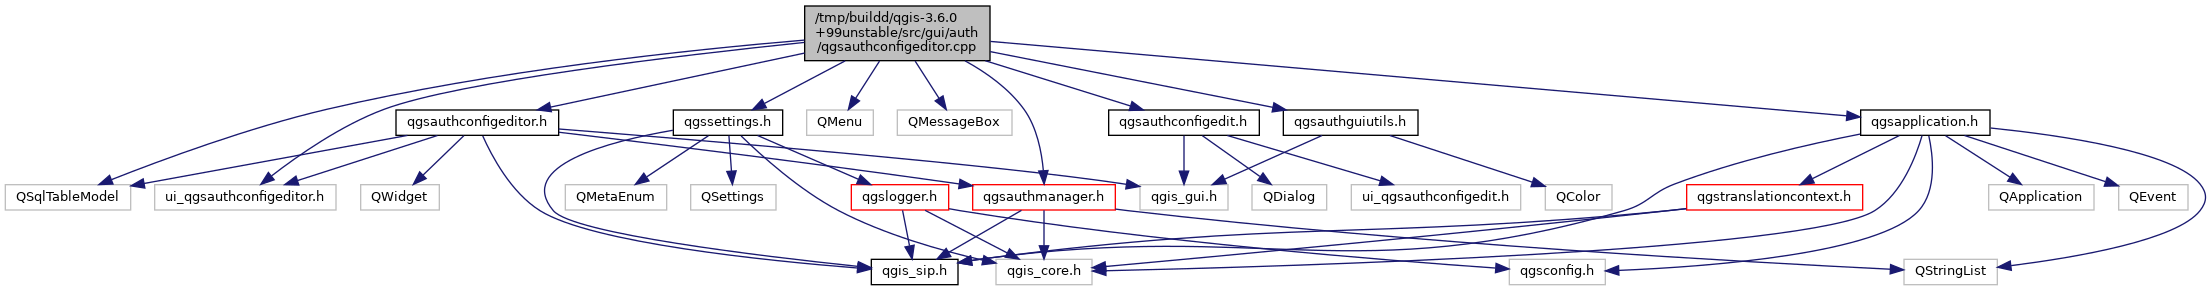 /tmp/buildd/qgis-3.6.0
+99unstable/src/gui/auth
/qgsauthconfigeditor.cpp
qgsauthconfigeditor.h
qgssettings.h
QMenu
QMessageBox
qgsauthconfigedit.h
qgsauthguiutils.h
qgsapplication.h
QSqlTableModel
ui_qgsauthconfigeditor.h
QWidget
QMetaEnum
QSettings
qgslogger.h
qgsauthmanager.h
qgis_gui.h
QDialog
ui_qgsauthconfigedit.h
QColor
qgstranslationcontext.h
QApplication
QEvent
qgis_sip.h
qgis_core.h
qgsconfig.h
QStringList